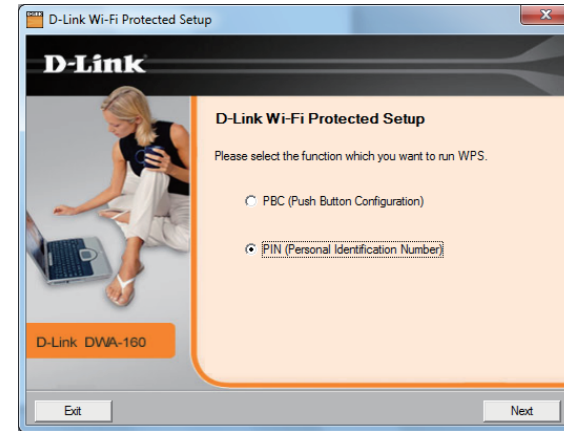 D-Link Wi-Fi Protected Setup
D-Link
D-Link Wi-Fi Protected Setup
Please select the function which you want to run WPS.
PBC (Push Button Configuration)
PIN (Personal Identification Number)
D-Link DWA-160
Exit
Next